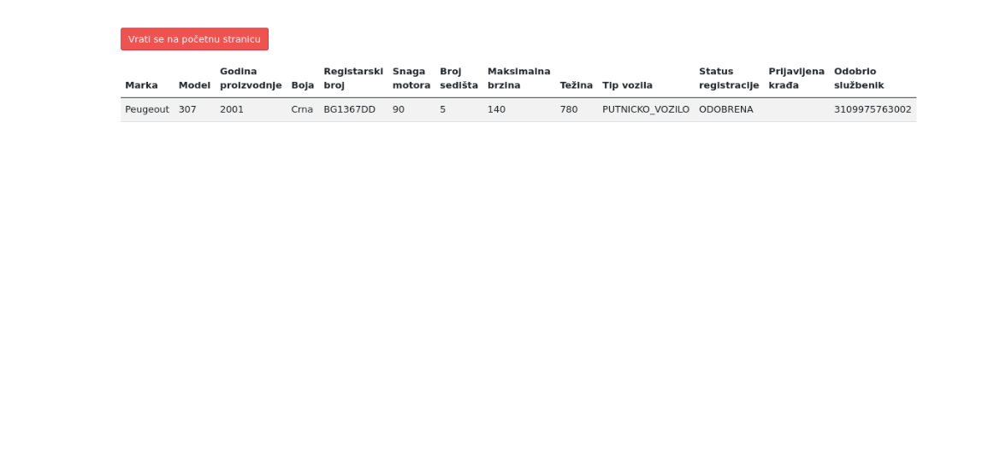 Vrati se na početnu stranicu
Godina Registarski Snaga Broj Maksimalna Status Prijavljena Odobrio
Marka Model proizvodnje Boja broj motora sedišta brzina Težina Tip vozila registracije krađa službenik
Peugeout 307 2001 Crna BG1367DD 90 5 140 780 PUTNICKO_VOZILO ODOBRENA 3109975763002